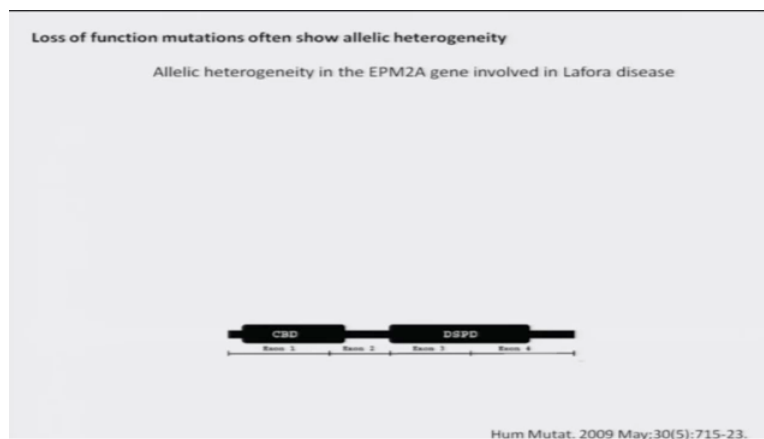 Loss of function mutations often show allelic heterogeneity
Allelic heterogeneity in the EPM2A gene involved in Lafora disease
CBD DSPD
Exon 1 Exon 2 Exon 3 Exon 4
Hum Mutat. 2009 May;30(5):715-23.